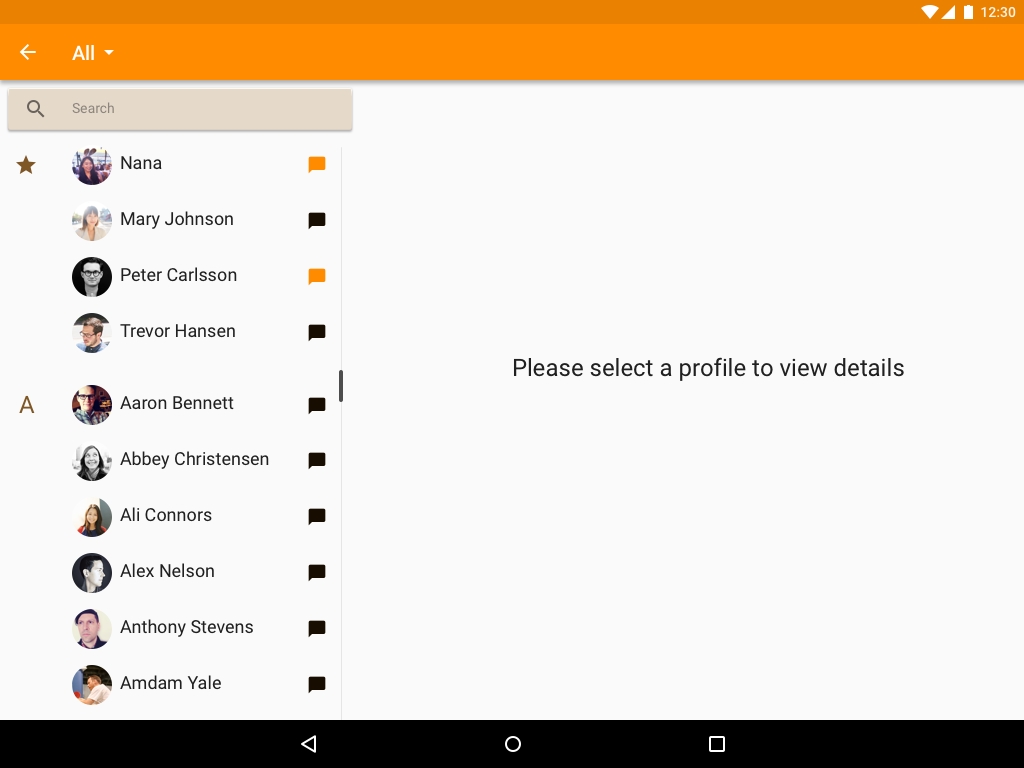 12:30
All
Search
Nana
Mary Johnson
Peter Carlsson
Trevor Hansen
Please select a profile to view details
A
Aaron Bennett
Abbey Christensen
Ali Connors
Alex Nelson
Anthony Stevens
Amdam Yale